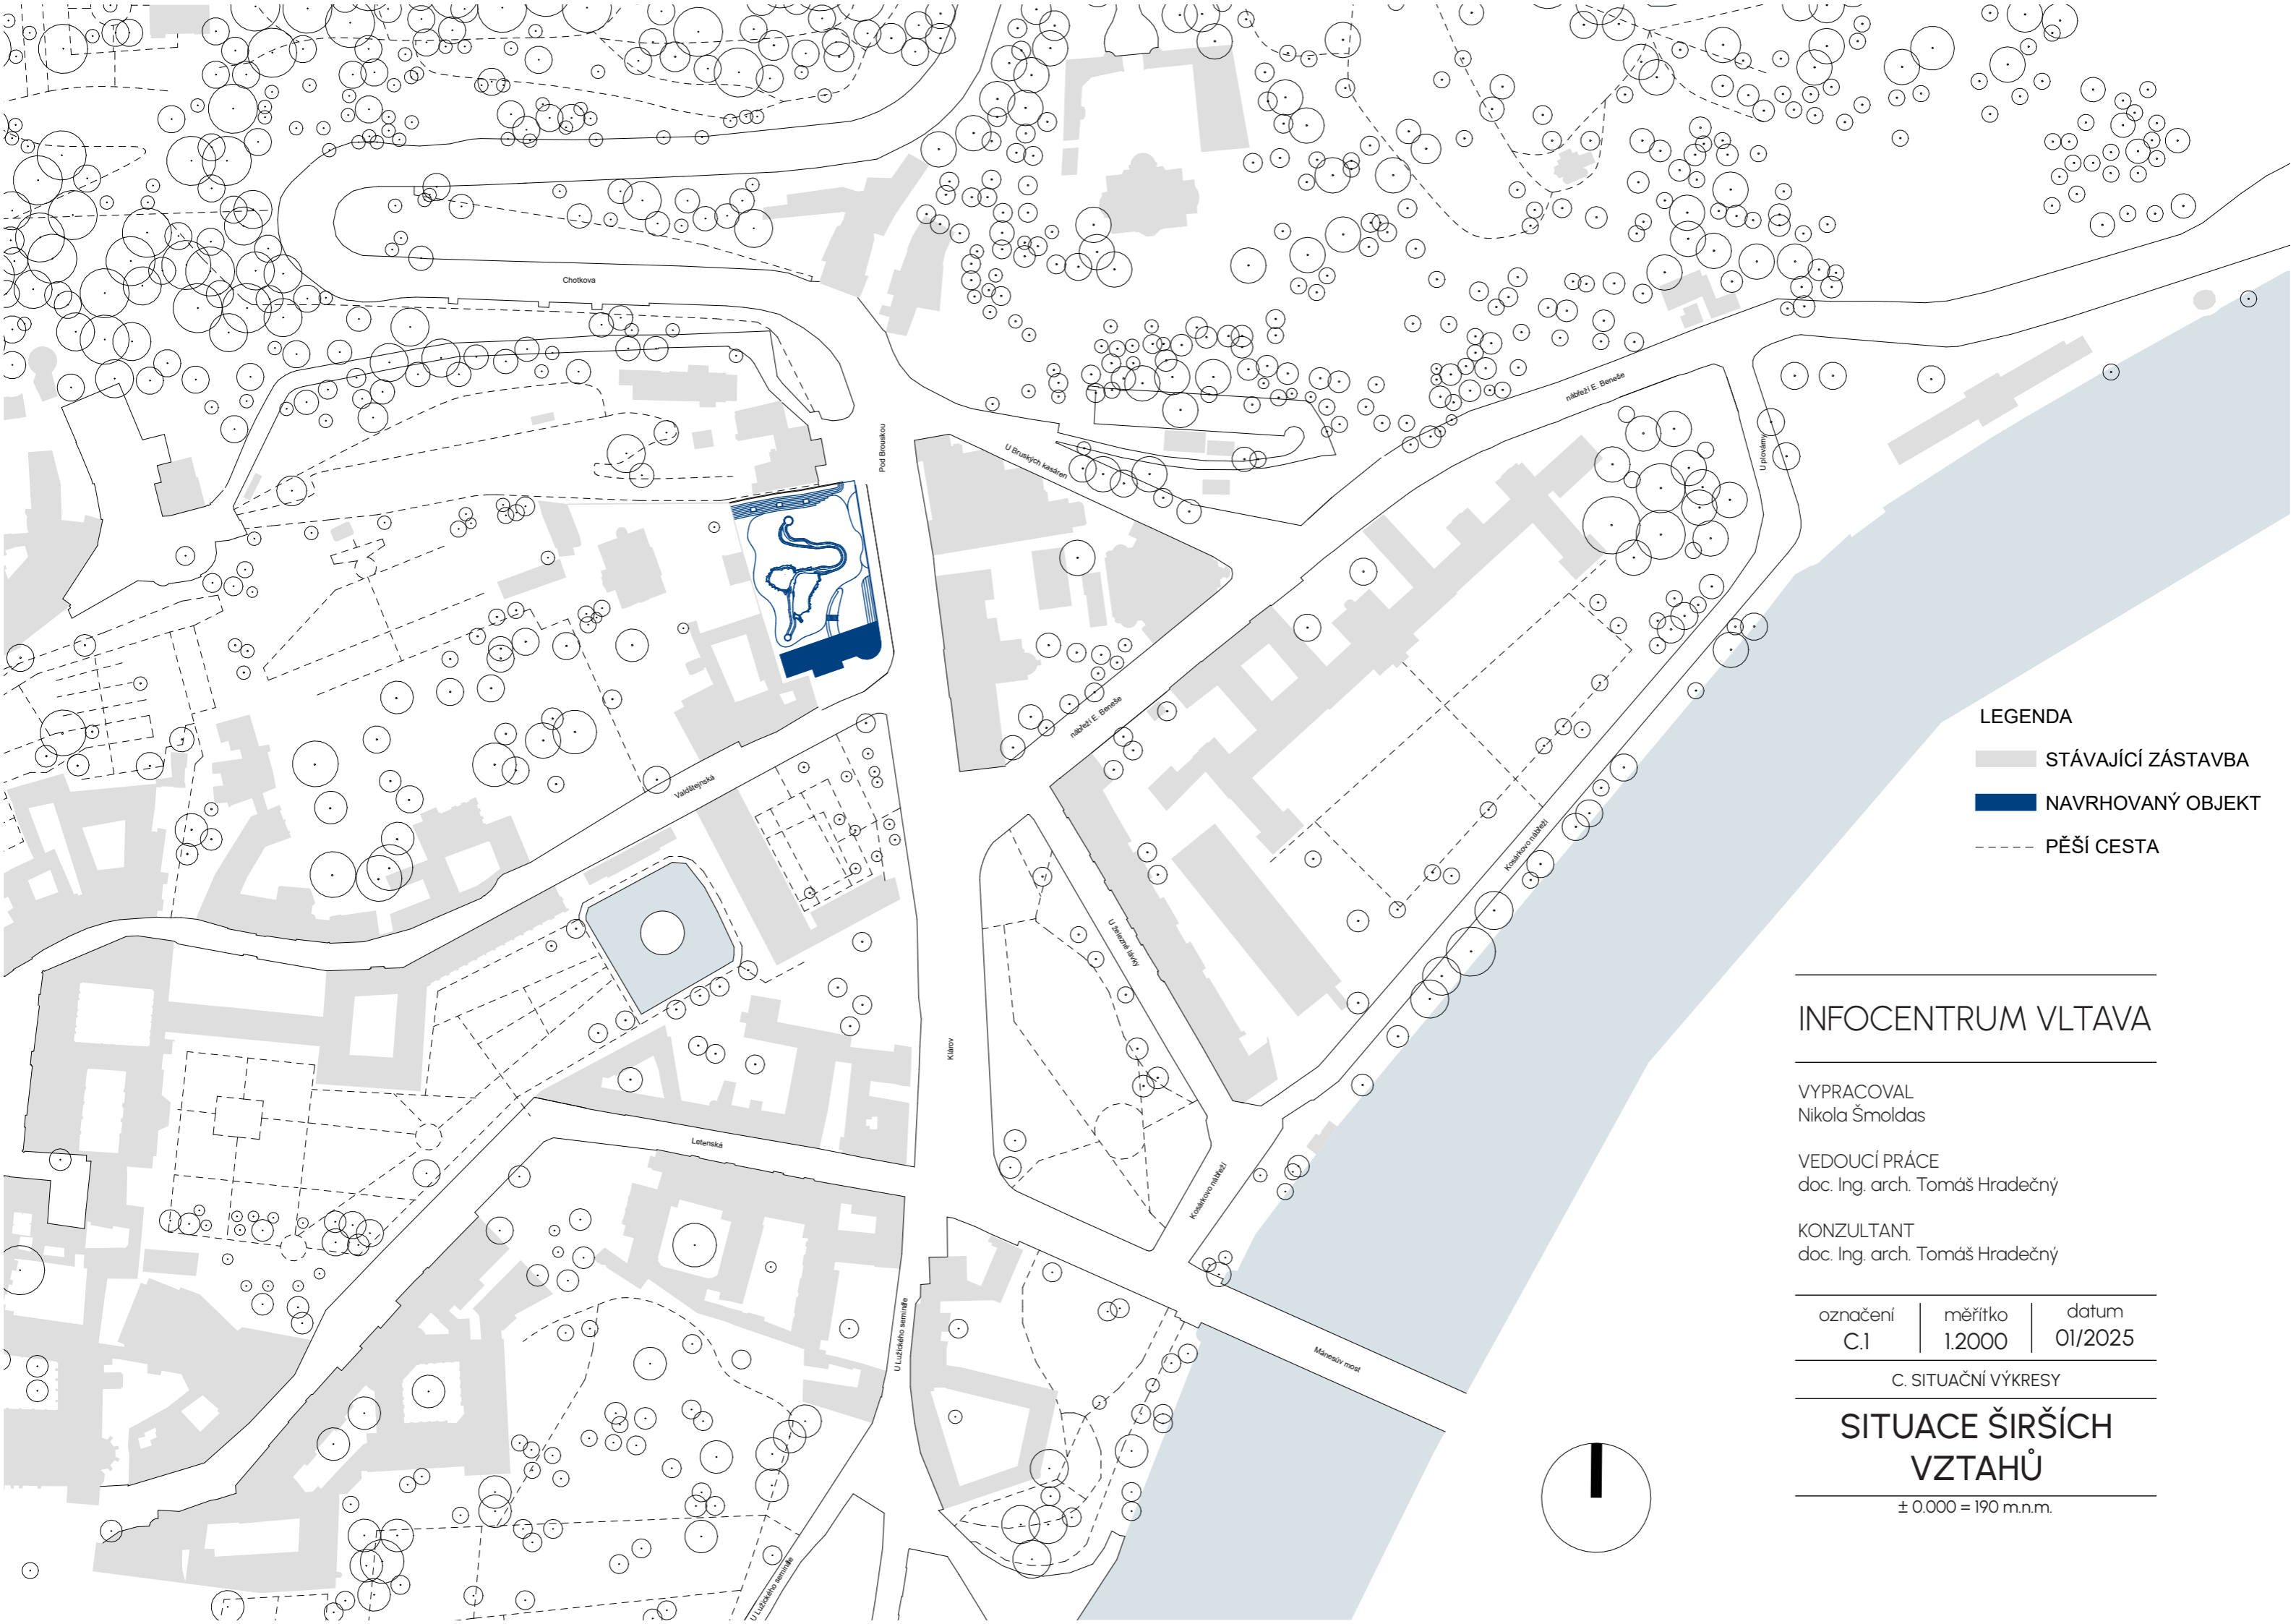 Chotkova
Pod Brouskou
U Bruských kasáren
nábřeží E. Beneše
U plovárny
nábřeží E. Beneše
Valdštejnská
Kosárkovo nábřeží
U železné lávky
Klárov
Letenská
Kosárkovo nábřeží
U Lužického semináře
Mánesův most
U Lužického semináře
LEGENDA
STÁVAJÍCÍ ZÁSTAVBA
NAVRHOVANÝ OBJEKT
PĚŠÍ CESTA
INFOCENTRUM VLTAVA
VYPRACOVAL
Nikola Šmoldas
VEDOUCÍ PRÁCE
doc. Ing. arch. Tomáš Hradečný
KONZULTANT
doc. Ing. arch. Tomáš Hradečný
označení měřítko datum
C.1 1:2000 01/2025
C. SITUAČNÍ VÝKRESY
SITUACE ŠIRŠÍCH
VZTAHŮ
± 0.000 = 190 m.n.m.